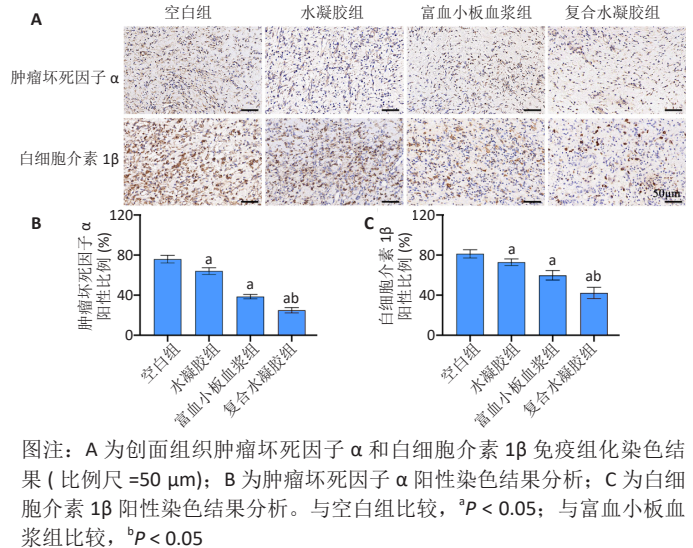 A
空白组
水凝胶组
富血小板血浆组
复合水凝胶组
肿瘤坏死因子 α
白细胞介素 1β
50μm
B
肿瘤坏死因子 α
阳性比例 (%)
120
80
40
0
a
a
ab
空白组
水凝胶组
富血小板血浆组
复合水凝胶组
C
白细胞介素 1β
阳性比例 (%)
120
80
40
0
a
a
ab
空白组
水凝胶组
富血小板血浆组
复合水凝胶组
图注：A 为创面组织肿瘤坏死因子 α 和白细胞介素 1β 免疫组化染色结
果 ( 比例尺 =50 μm)；B 为肿瘤坏死因子 α 阳性染色结果分析；C 为白细
胞介素 1β 阳性染色结果分析。与空白组比较，ᵃP < 0.05；与富血小板血
浆组比较，ᵇP < 0.05